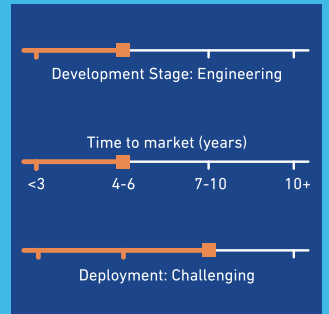 Development Stage: Engineering
Time to market (years)
<3 4-6 7-10 10+
Deployment: Challenging